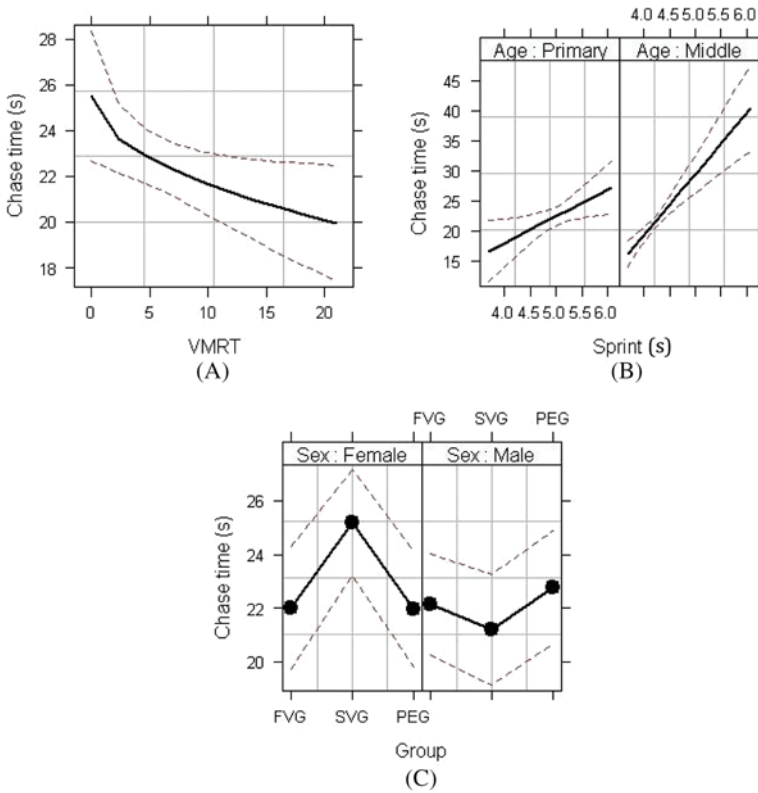 28
26
24
22
20
18
Chase time (s)
0 5 10 15 20
VMRT
(A)
4.0 4.5 5.0 5.5 6.0
Age : Primary Age : Middle
45
40
35
30
25
20
15
Chase time (s)
4.0 4.5 5.0 5.5 6.0
Sprint (s)
(B)
FVG SVG PEG
Sex : Female Sex : Male
26
24
22
20
Chase time (s)
FVG SVG PEG
Group
(C)